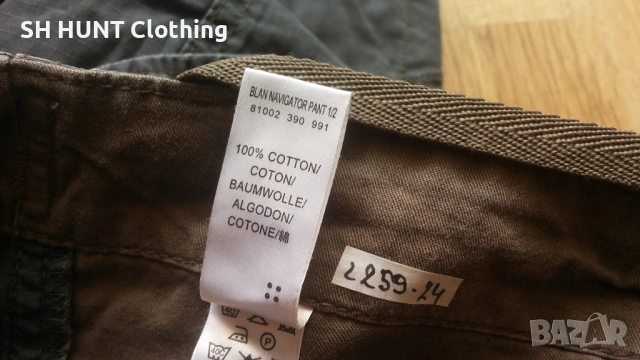 SH HUNT Clothing
BLAN NAVIGATOR PANT 1/2
81002 390 991
100% COTTON/
COTON/
BAUMWOLLE/
ALGODON/
COTONE/綿
2259-24
BAZAR